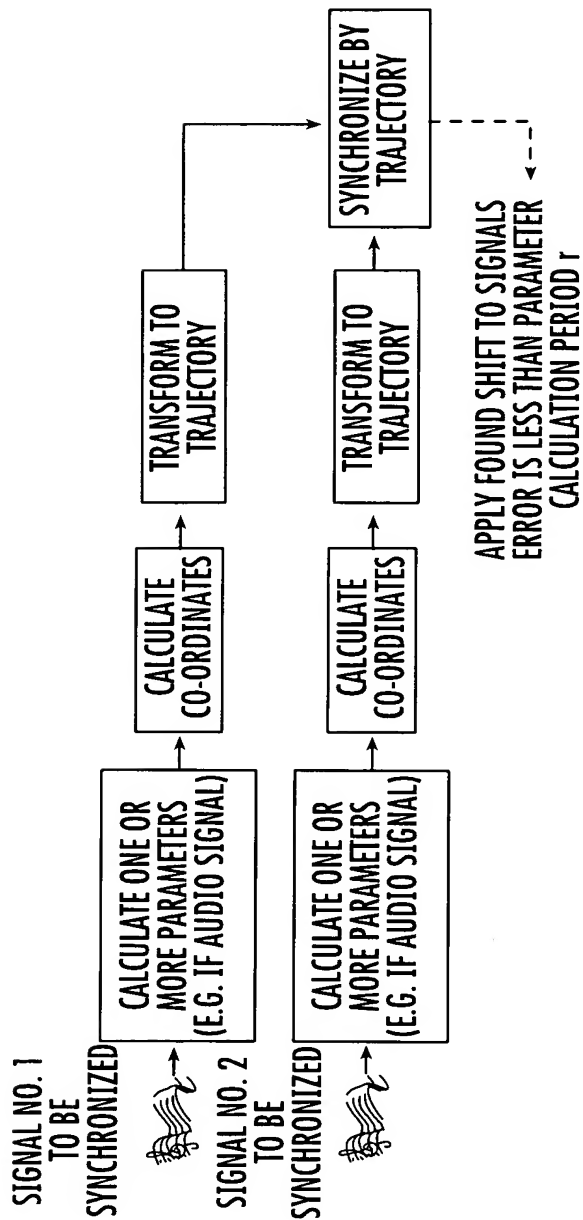 SIGNAL NO. 1
TO BE
SYNCHRONIZED
CALCULATE ONE OR
MORE PARAMETERS
(E.G. IF AUDIO SIGNAL)
CALCULATE
CO-ORDINATES
TRANSFORM TO
TRAJECTORY
SIGNAL NO. 2
TO BE
SYNCHRONIZED
CALCULATE ONE OR
MORE PARAMETERS
(E.G. IF AUDIO SIGNAL)
CALCULATE
CO-ORDINATES
TRANSFORM TO
TRAJECTORY
SYNCHRONIZE BY
TRAJECTORY
APPLY FOUND SHIFT TO SIGNALS
ERROR IS LESS THAN PARAMETER
CALCULATION PERIOD r